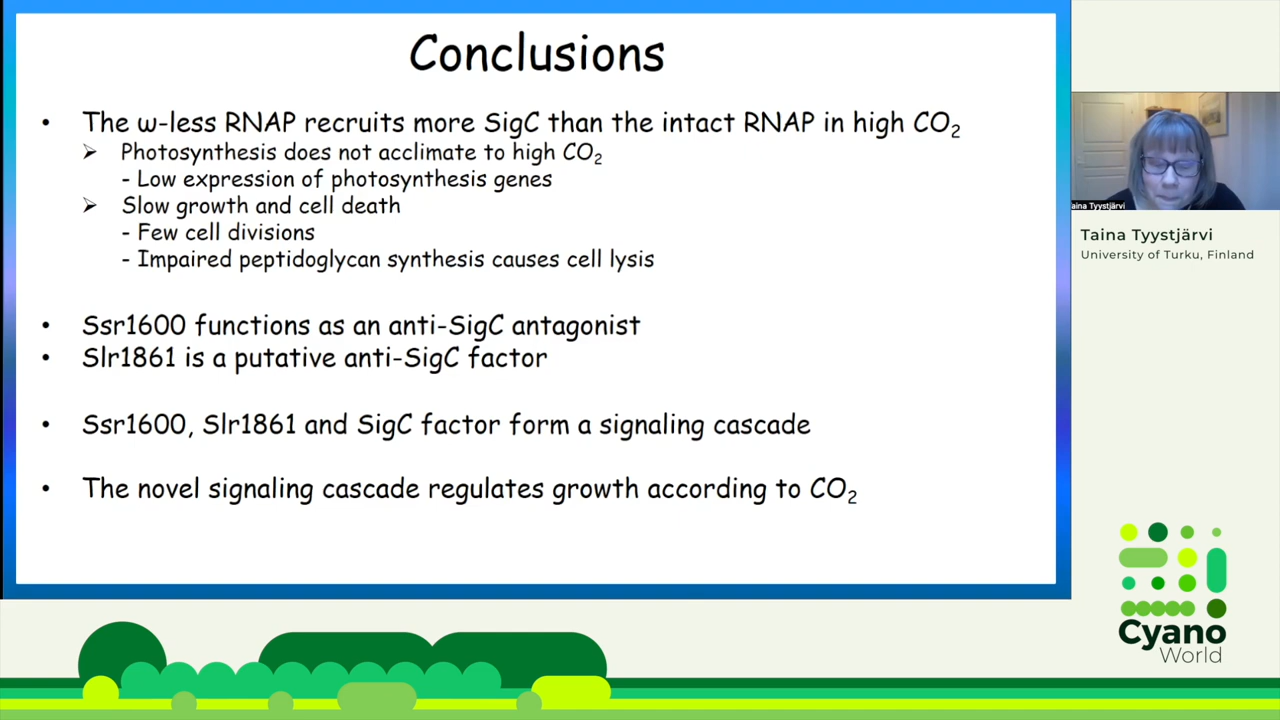 Conclusions
• The ω-less RNAP recruits more SigC than the intact RNAP in high CO₂
➢ Photosynthesis does not acclimate to high CO₂
- Low expression of photosynthesis genes
➢ Slow growth and cell death
- Few cell divisions
- Impaired peptidoglycan synthesis causes cell lysis
• Ssr1600 functions as an anti-SigC antagonist
• Slr1861 is a putative anti-SigC factor
• Ssr1600, Slr1861 and SigC factor form a signaling cascade
• The novel signaling cascade regulates growth according to CO₂
aina Tyystjärvi
Taina Tyystjärvi
University of Turku, Finland
Cyano
World